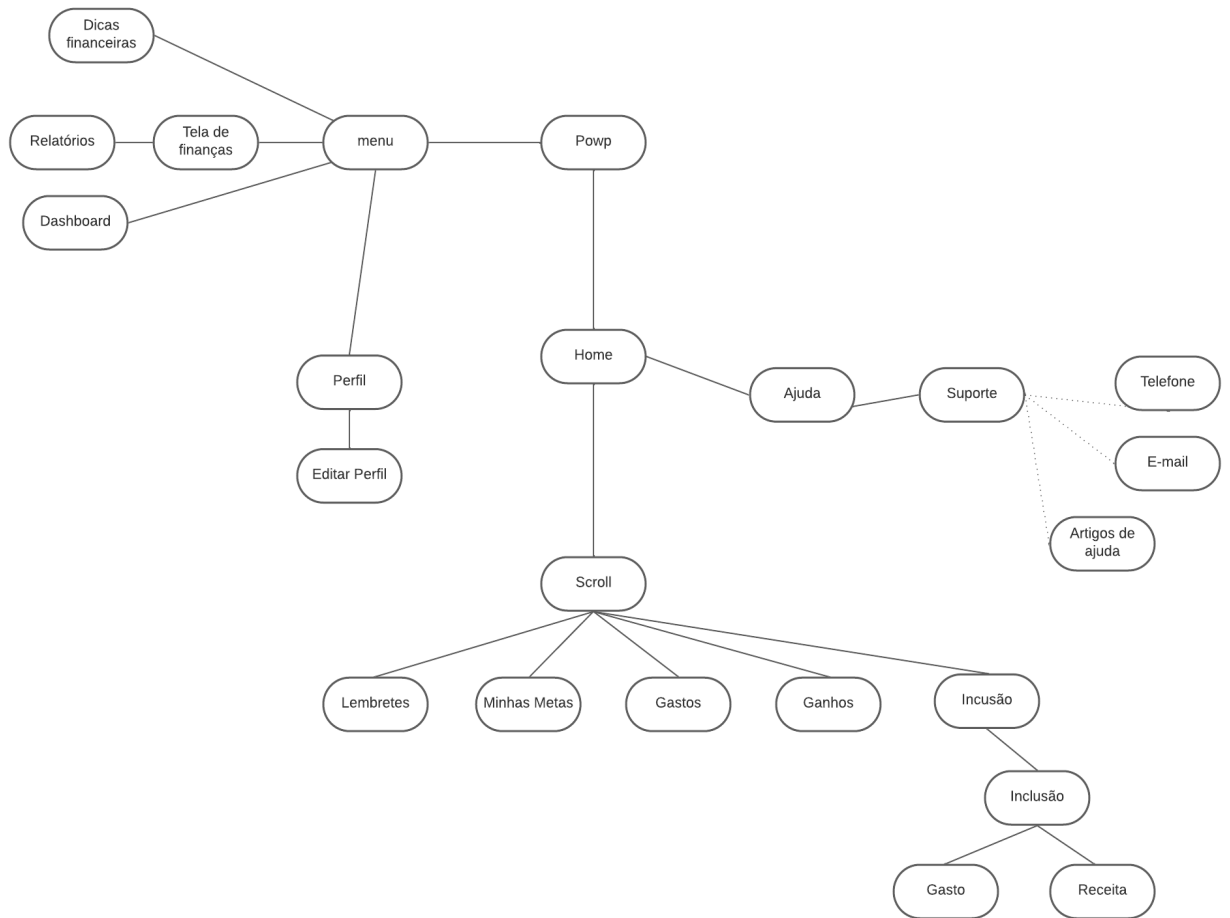 Dicas
financeiras
Relatórios
Tela de
finanças
menu
Powp
Dashboard
Home
Perfil
Ajuda
Suporte
Telefone
E-mail
Editar Perfil
Artigos de
ajuda
Scroll
Lembretes
Minhas Metas
Gastos
Ganhos
Incusão
Inclusão
Gasto
Receita